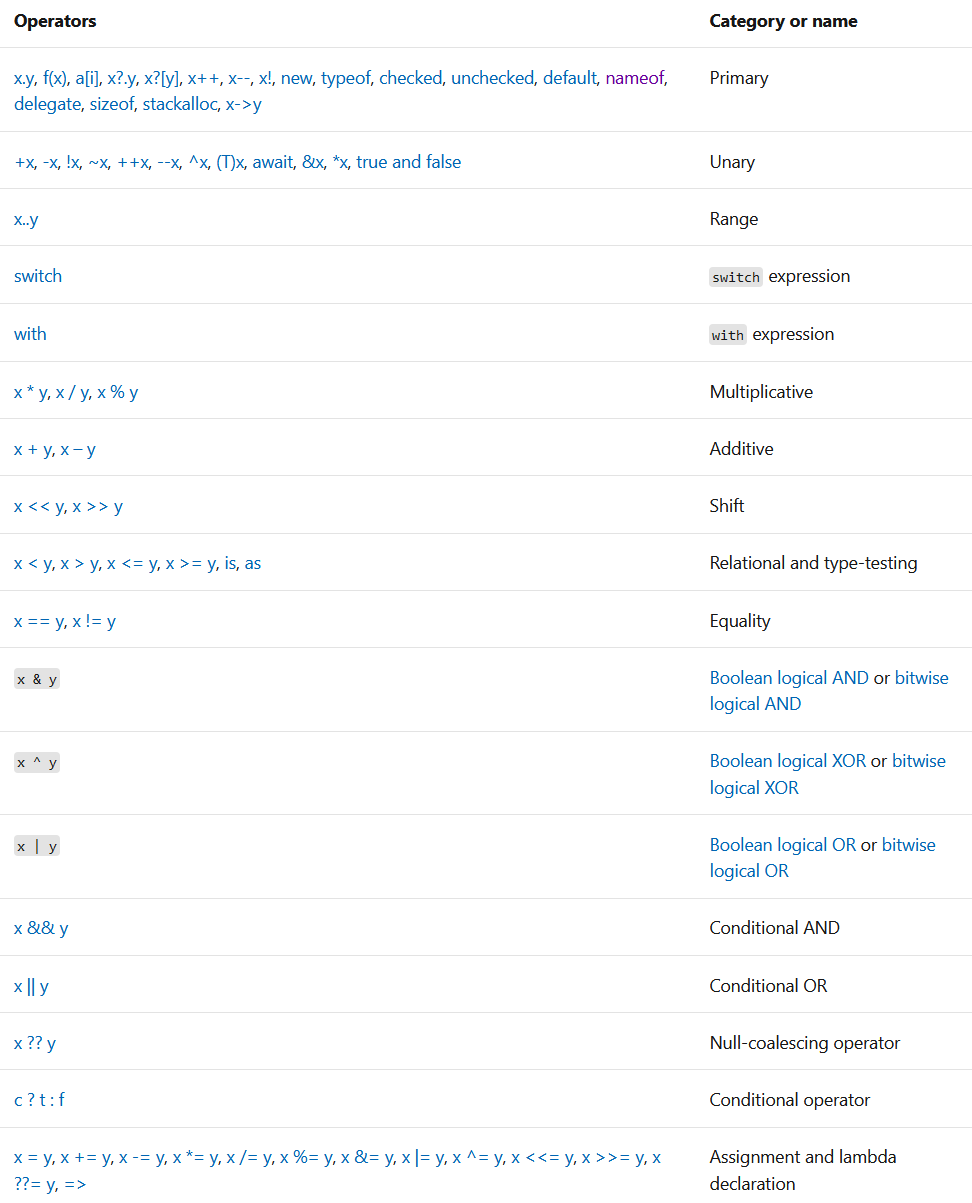 Operators Category or name
x.y, f(x), a[i], x?.y, x?[y], x++, x--, x!, new, typeof, checked, unchecked, default, nameof, Primary
delegate, sizeof, stackalloc, x->y
+x, -x, !x, ~x, ++x, --x, ^x, (T)x, await, &x, *x, true and false Unary
x..y Range
switch switch expression
with with expression
x * y, x / y, x % y Multiplicative
x + y, x – y Additive
x << y, x >> y Shift
x < y, x > y, x <= y, x >= y, is, as Relational and type-testing
x == y, x != y Equality
x & y Boolean logical AND or bitwise
logical AND
x ^ y Boolean logical XOR or bitwise
logical XOR
x | y Boolean logical OR or bitwise
logical OR
x && y Conditional AND
x || y Conditional OR
x ?? y Null-coalescing operator
c ? t : f Conditional operator
x = y, x += y, x -= y, x *= y, x /= y, x %= y, x &= y, x |= y, x ^= y, x <<= y, x >>= y, x Assignment and lambda
??= y, => declaration